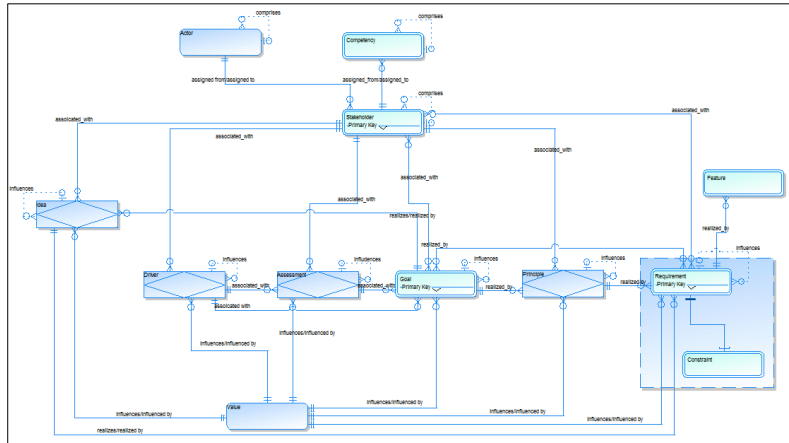 comprises
comprises
Actor
Competency
assigned from/assigned to
assigned_from/assigned_to
comprises
Stakeholder
-Primary Key
associated_with
associated_with
associated_with
associated_with
associated_with
associated_with
Feature
influences
Idea
realizes/realized by
realized_by
realized_by
influences
influences
influences
influences
influences
Driver
Assessment
Goal
-Primary Key
Principle
Requirement
-Primary Key
associated_with
associated_with
realized_by
realized_by
associated with
influences/influenced by
influences/influenced by
influences/influenced by
Constraint
Value
influences/influenced by
influences/influenced by
influences/influenced by
realizes/realized by